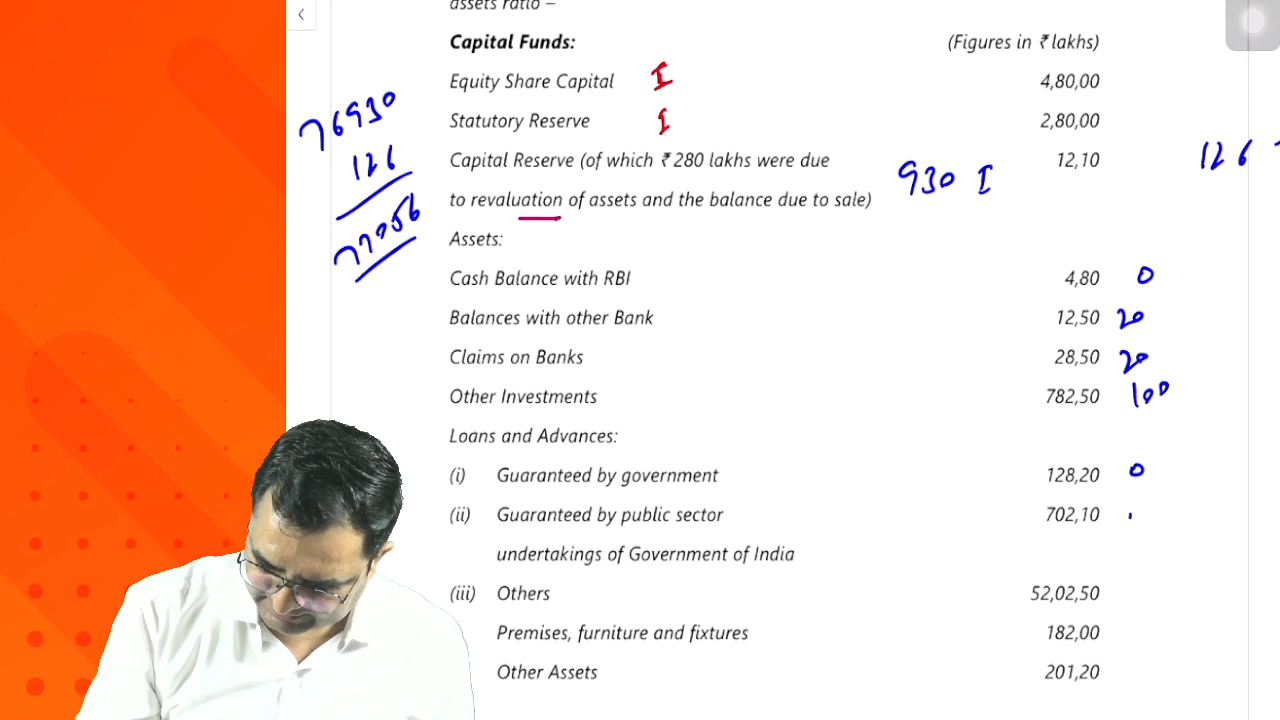 assets ratio –
Capital Funds: (Figures in ₹ lakhs)
Equity Share Capital I 4,80,00
Statutory Reserve I 2,80,00
76930
126
77056
Capital Reserve (of which ₹ 280 lakhs were due 12,10 126
to revaluation of assets and the balance due to sale) 930 I
Assets:
Cash Balance with RBI 4,80 0
Balances with other Bank 12,50 20
Claims on Banks 28,50 20
Other Investments 782,50 100
Loans and Advances:
(i) Guaranteed by government 128,20 0
(ii) Guaranteed by public sector 702,10
undertakings of Government of India
(iii) Others 52,02,50
Premises, furniture and fixtures 182,00
Other Assets 201,20